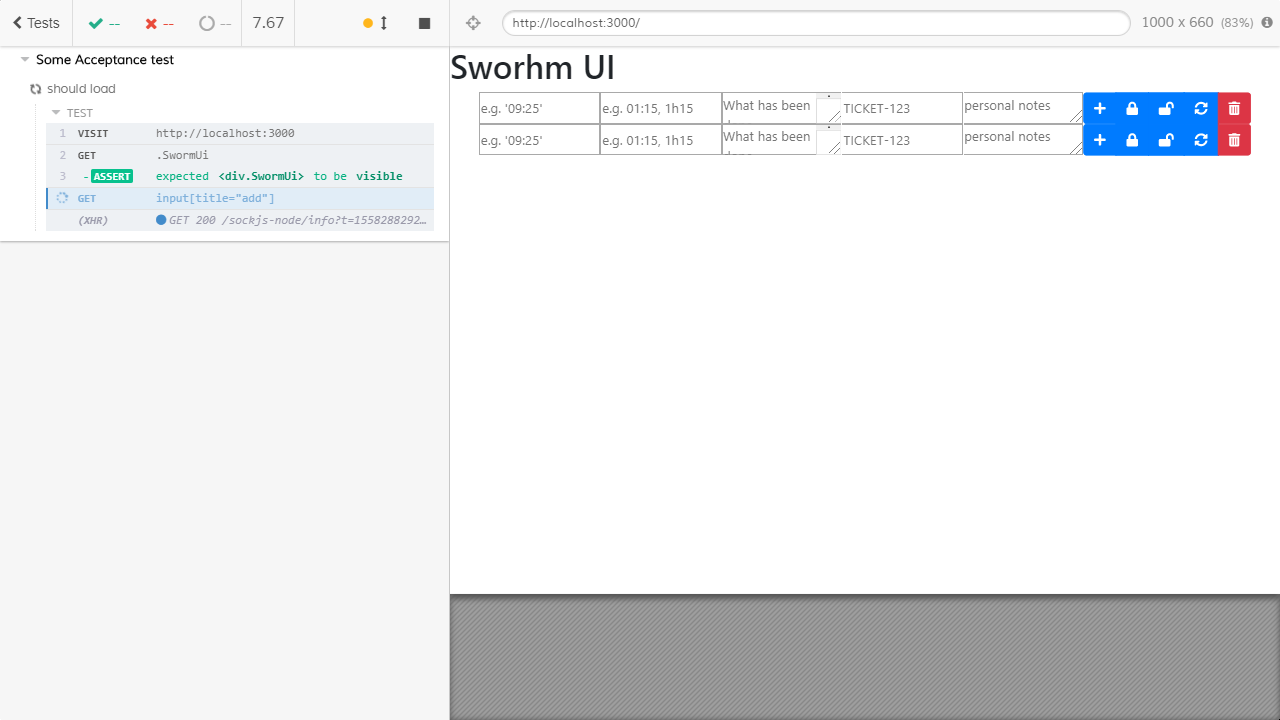 Tests -- -- -- 7.67
http://localhost:3000/ 1000 x 660 (83%)
Some Acceptance test
should load
TEST
1 VISIT http://localhost:3000
2 GET .SwormUi
3 -ASSERT expected <div.SwormUi> to be visible
GET input[title="add"]
(XHR) GET 200 /sockjs-node/info?t=1558288292…
Sworhm UI
e.g. '09:25' e.g. 01:15, 1h15 What has been TICKET-123 personal notes
e.g. '09:25' e.g. 01:15, 1h15 What has been TICKET-123 personal notes